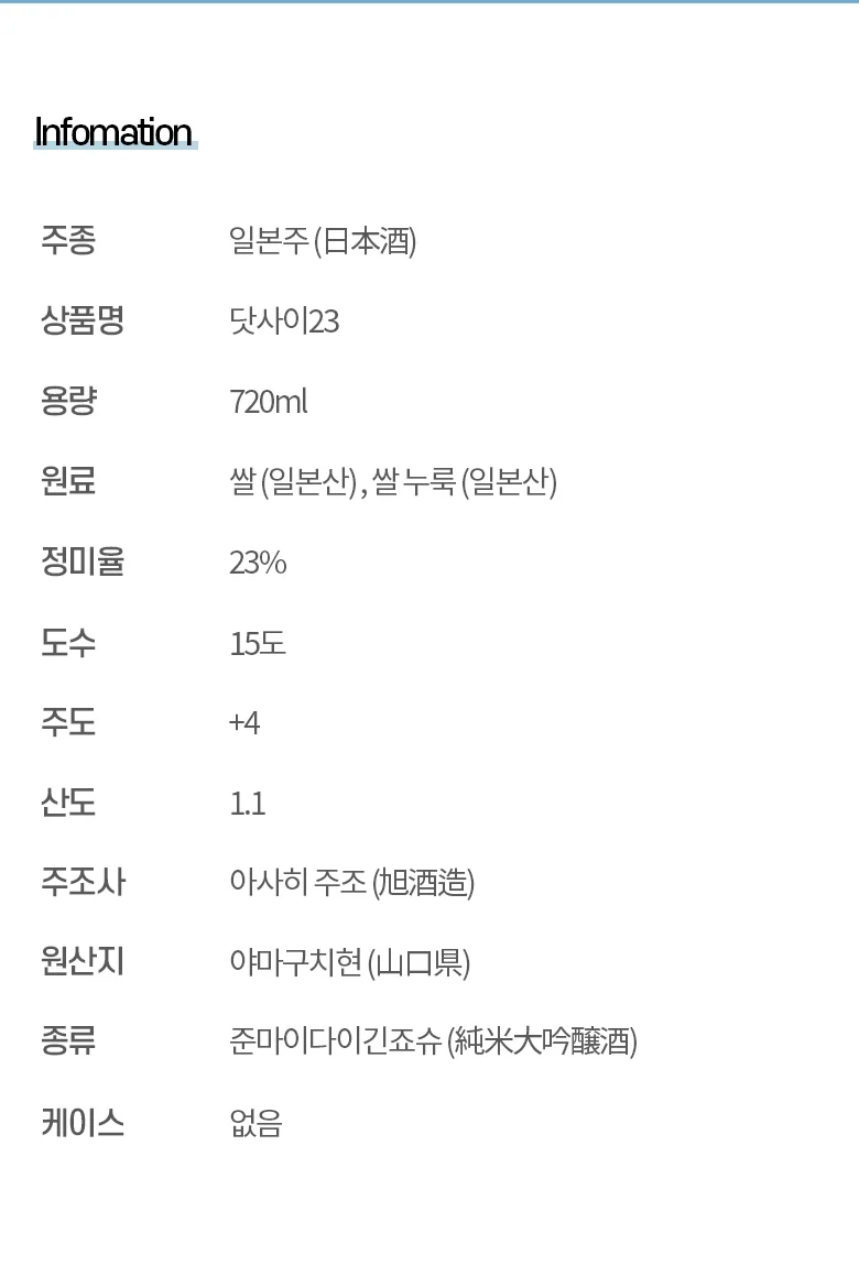 Infomation
주종 일본주 (日本酒)
상품명 닷사이23
용량 720ml
원료 쌀 (일본산) , 쌀 누룩 (일본산)
정미율 23%
도수 15도
주도 +4
산도 1.1
주조사 아사히 주조 (旭酒造)
원산지 야마구치현 (山口県)
종류 준마이다이긴죠슈 (純米大吟醸酒)
케이스 없음